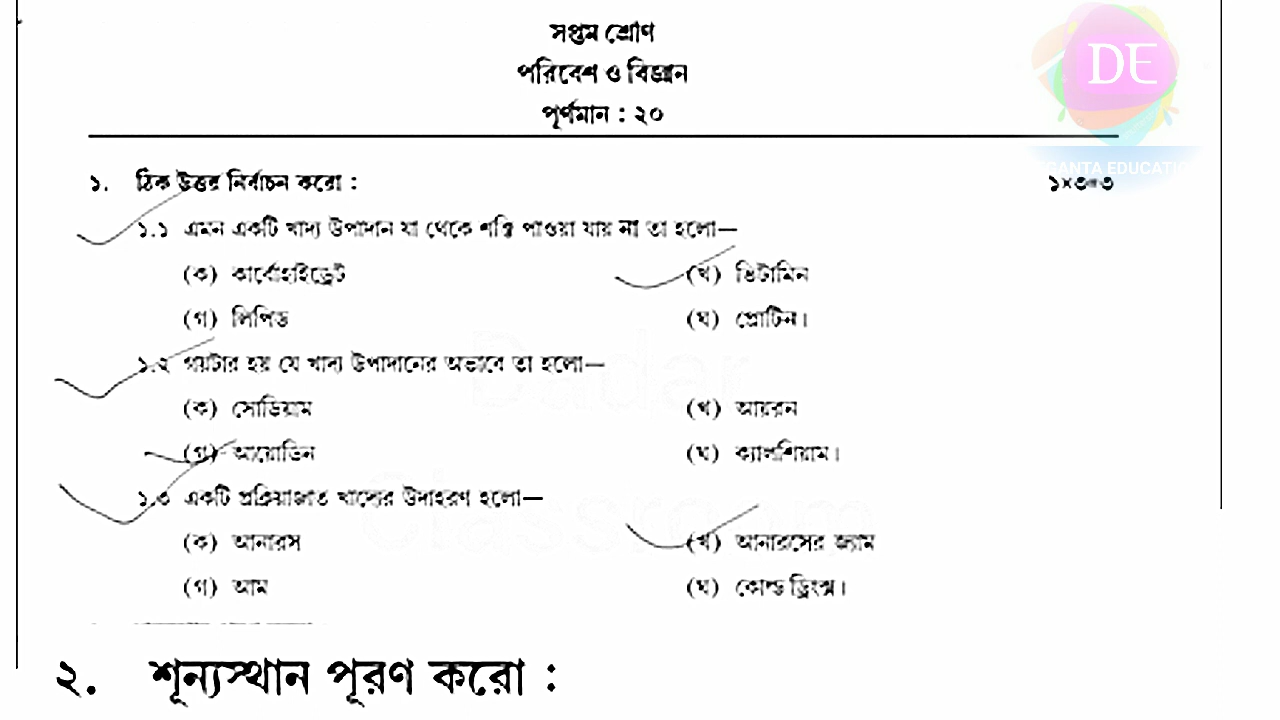 সপ্তম শ্রেণি
পরিবেশ ও বিজ্ঞান
পূর্ণমান : ২০
DE
CANTA EDUCATIO
১. ঠিক উত্তর নির্বাচন করো : ১×৩=৩
১.১ এমন একটি খাদ্য উপাদান যা থেকে শক্তি পাওয়া যায় না তা হলো—
(ক) কার্বোহাইড্রেট (খ) ভিটামিন
(গ) লিপিড (ঘ) প্রোটিন।
১.২ গয়টার হয় যে খাদ্য উপাদানের অভাবে তা হলো—
(ক) সোডিয়াম (খ) আয়রন
(গ) আয়োডিন (ঘ) ক্যালশিয়াম।
১.৩ একটি প্রক্রিয়াজাত খাদ্যের উদাহরণ হলো—
(ক) আনারস (খ) আনারসের জ্যাম
(গ) আম (ঘ) কোল্ড ড্রিংক্স।
২. শূন্যস্থান পূরণ করো :